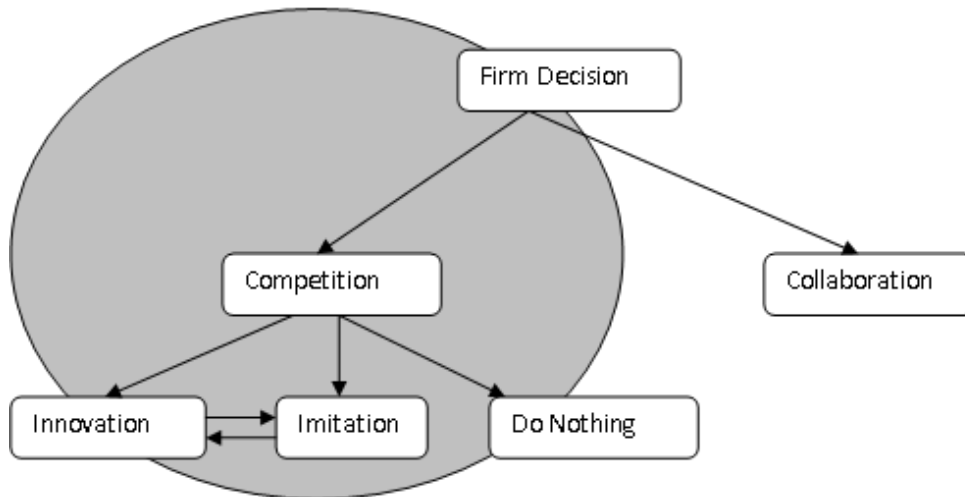 Firm Decision
Competition
Collaboration
Innovation
Imitation
Do Nothing